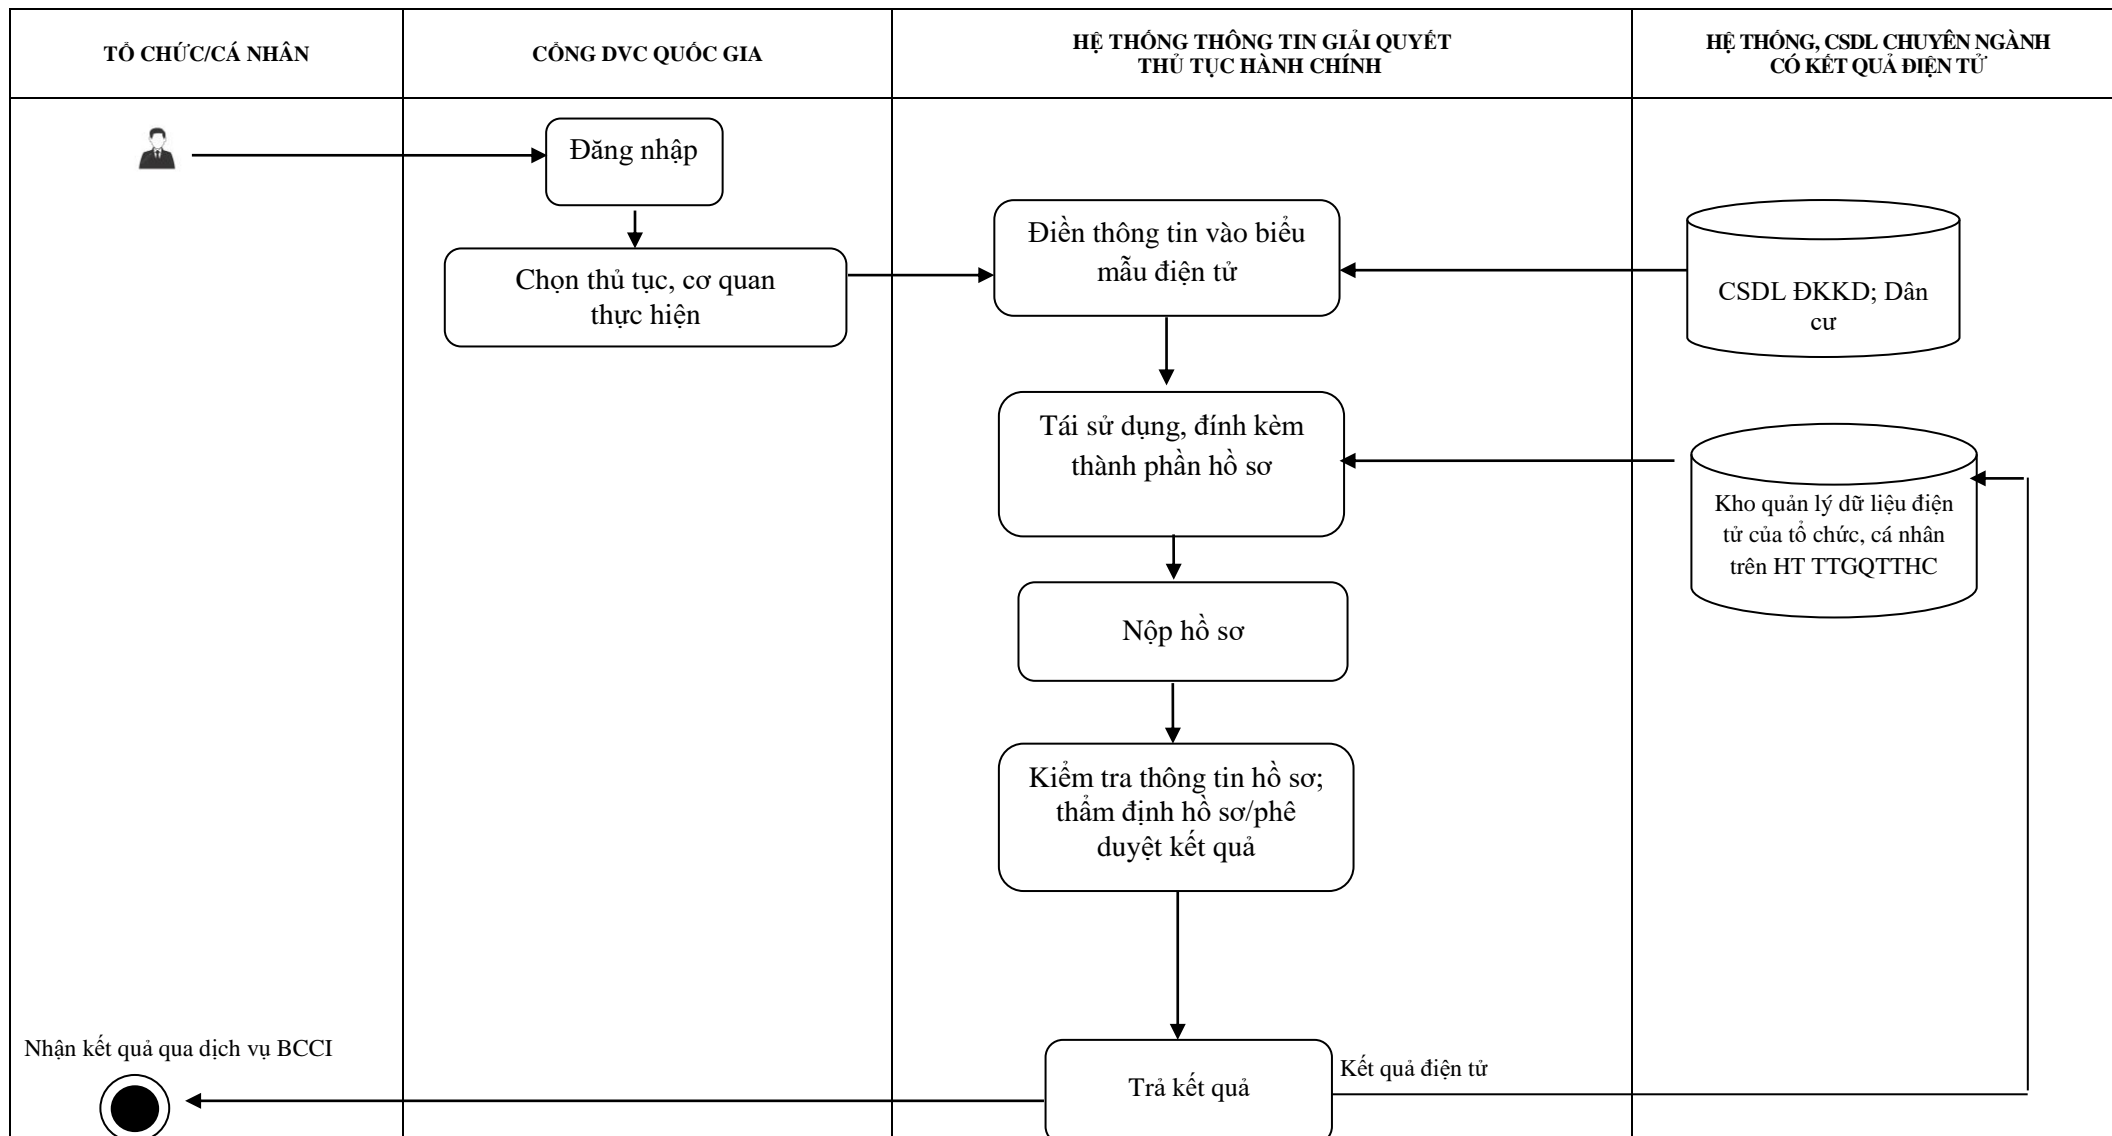 TỔ CHỨC/CÁ NHÂN
CỔNG DVC QUỐC GIA
HỆ THỐNG THÔNG TIN GIẢI QUYẾT
THỦ TỤC HÀNH CHÍNH
HỆ THỐNG, CSDL CHUYÊN NGÀNH
CÓ KẾT QUẢ ĐIỆN TỬ
Đăng nhập
Chọn thủ tục, cơ quan
thực hiện
Điền thông tin vào biểu
mẫu điện tử
CSDL ĐKKD; Dân
cư
Tái sử dụng, đính kèm
thành phần hồ sơ
Kho quản lý dữ liệu điện
tử của tổ chức, cá nhân
trên HT TTGQTTHC
Nộp hồ sơ
Kiểm tra thông tin hồ sơ;
thẩm định hồ sơ/phê
duyệt kết quả
Nhận kết quả qua dịch vụ BCCI
Trả kết quả
Kết quả điện tử